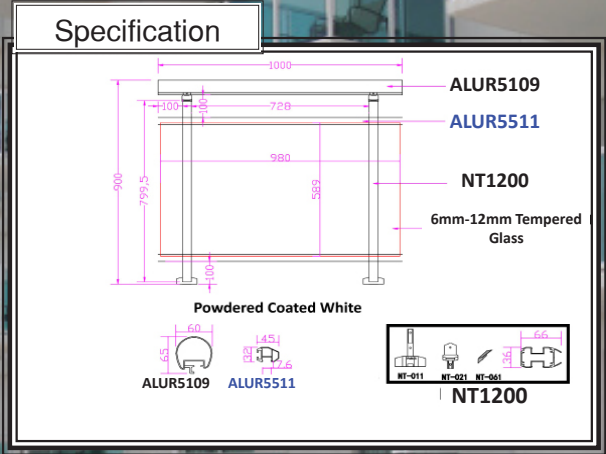 Specification
1000
ALUR5109
100
100
728
ALUR5511
980
NT1200
900
799,5
589
6mm-12mm Tempered
Glass
100
Powdered Coated White
60
65
45
32
7.6
66
36
NT-011 NT-021 NT-061
ALUR5109 ALUR5511
NT1200